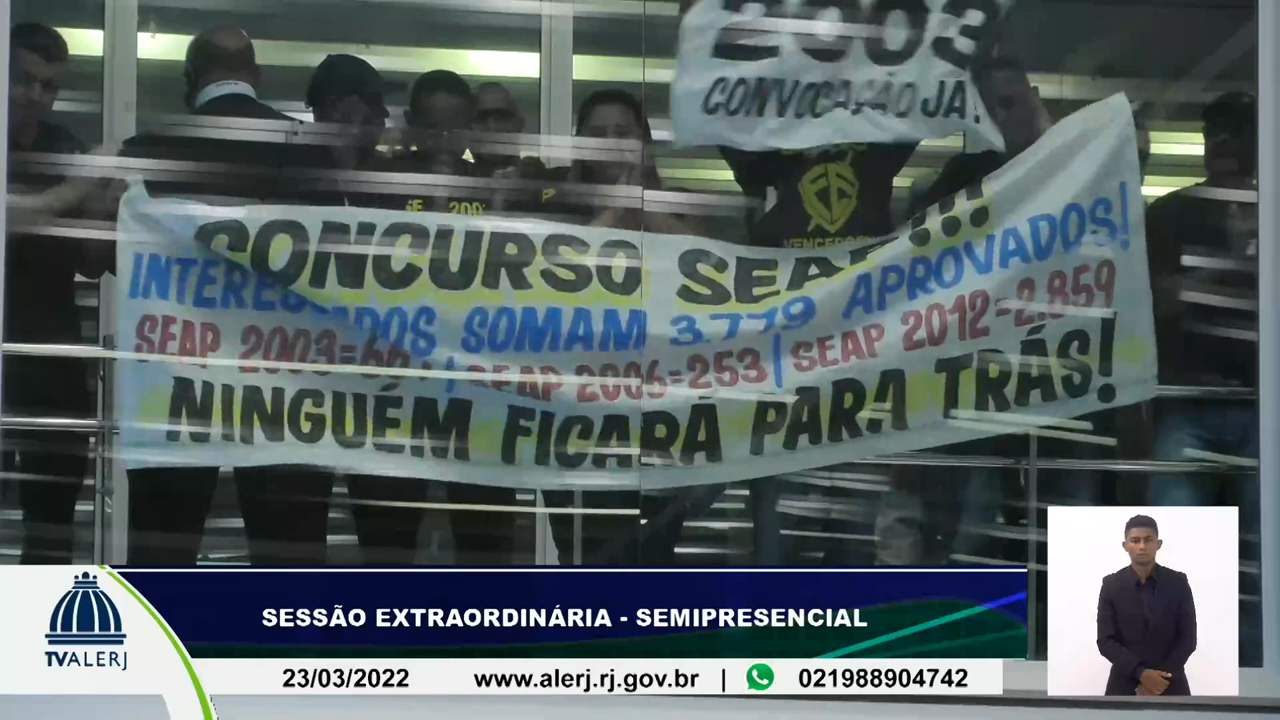 2003
CONVOCAÇÃO JÁ!
VENCEDORES
CONCURSO SEAP!!!
INTERESSADOS SOMAM 3.779 APROVADOS!
SEAP 2003= | SEAP 2006=253 | SEAP 2012=2.859
NINGUÉM FICARÁ PARA TRÁS!
SESSÃO EXTRAORDINÁRIA - SEMIPRESENCIAL
TVALERJ
23/03/2022 www.alerj.rj.gov.br | 021988904742